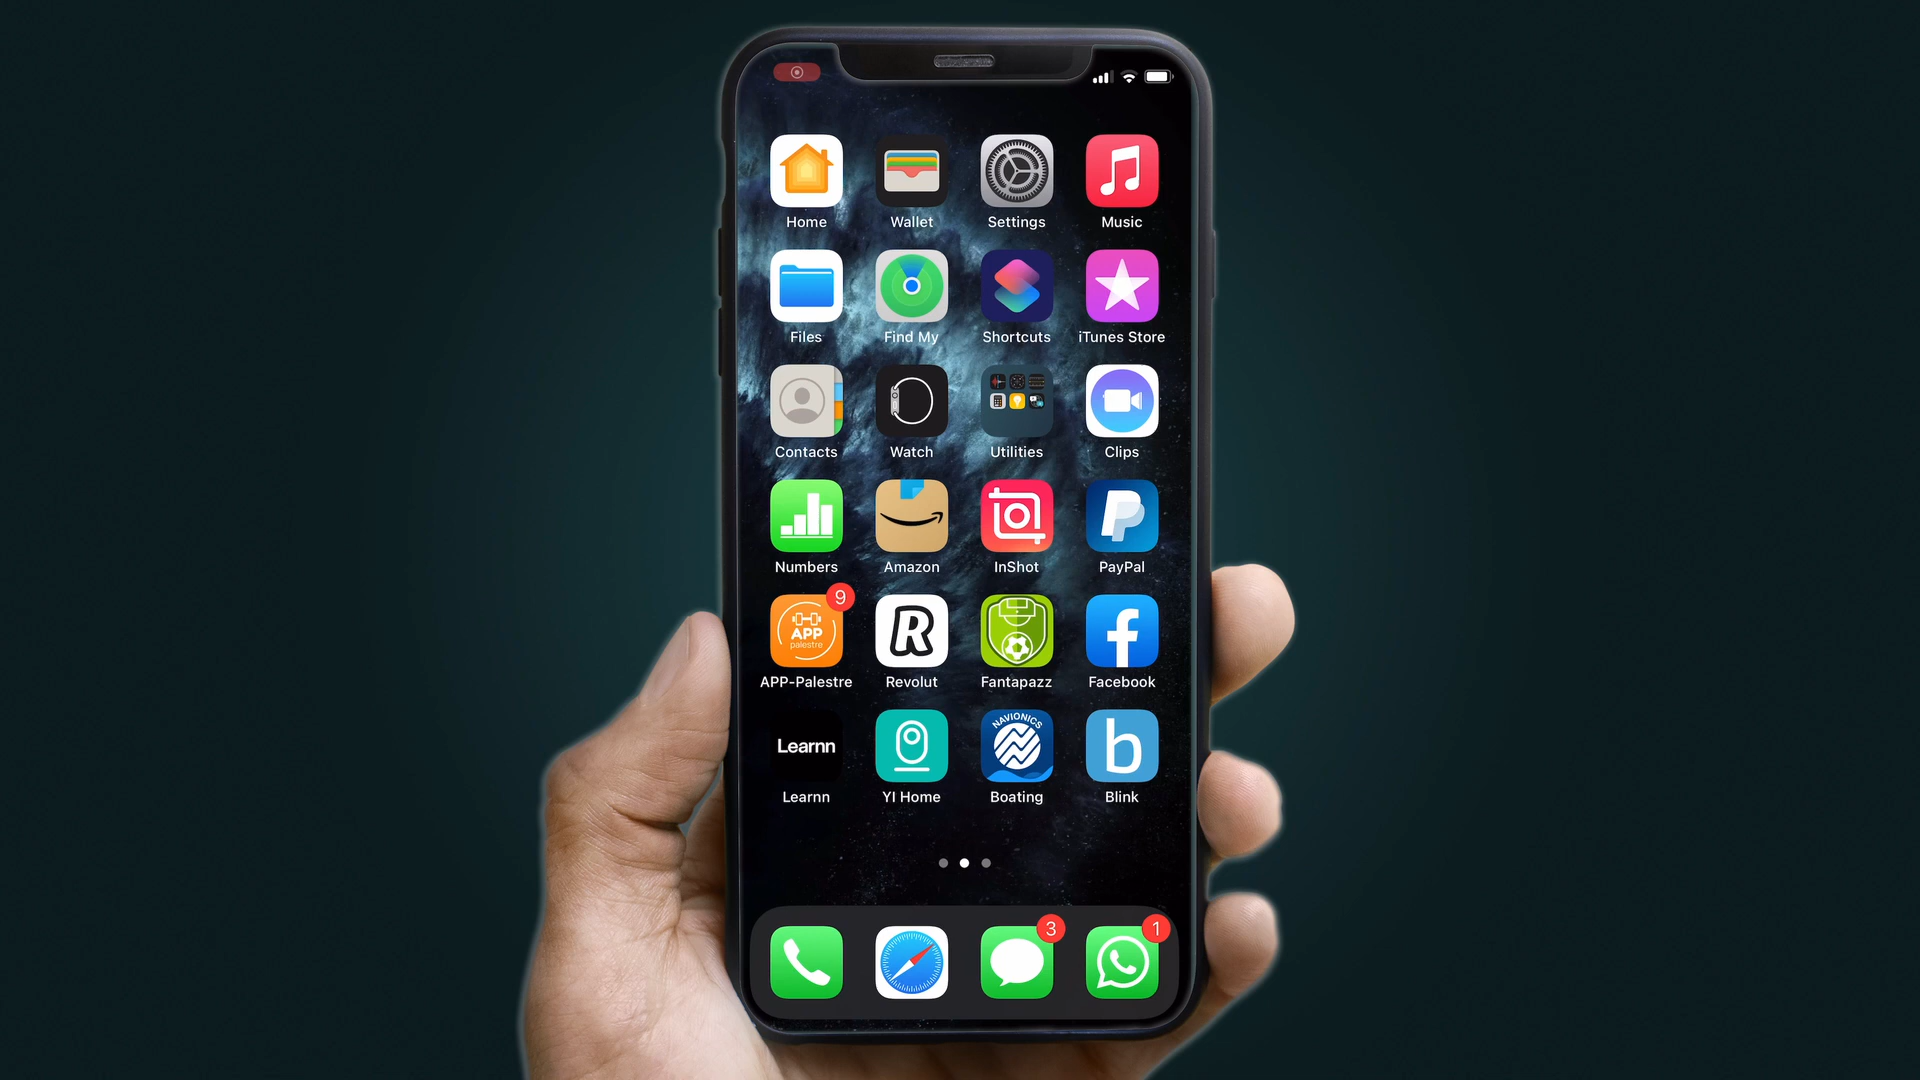 Home Wallet Settings Music
Files Find My Shortcuts iTunes Store
Contacts Watch Utilities Clips
Numbers Amazon InShot PayPal
9
APP
palestre
R
f
APP-Palestre Revolut Fantapazz Facebook
NAVIONICS
Learnn
b
Learnn YI Home Boating Blink
3 1